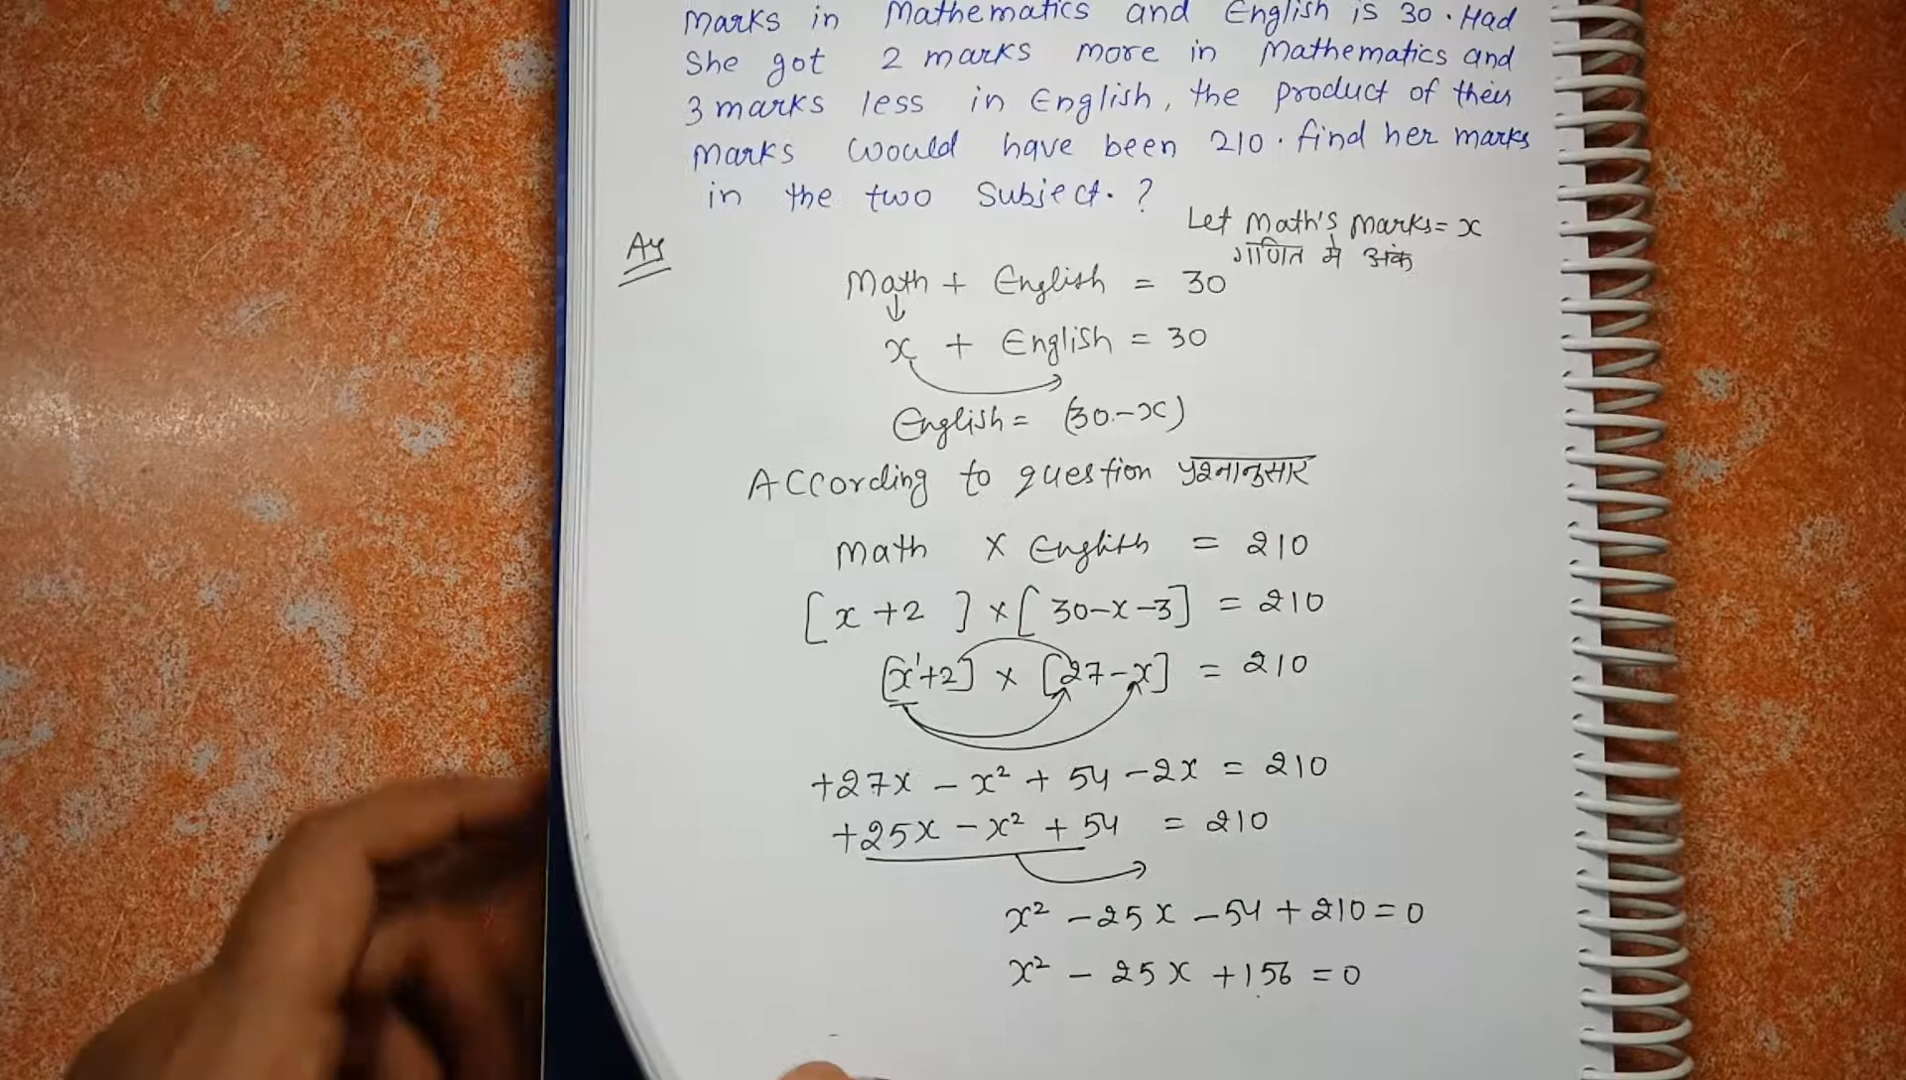 Marks in Mathematics and English is 30. Had
She got 2 marks more in Mathematics and
3 marks less in English, the product of their
Marks would have been 210. find her marks
in the two Subject. ?
Let Math's Marks = x
गणित मे अंक
Ay
Math + English = 30
x + English = 30
English = (30-x)
According to question प्रश्नानुसार
Math × English = 210
[x+2] × [30-x-3] = 210
[x'+2] × [27-x] = 210
+27x - x² + 54 - 2x = 210
+25x - x² + 54 = 210
x² - 25x - 54 + 210 = 0
x² - 25x + 156 = 0